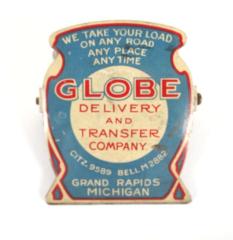 WE TAKE YOUR LOAD
ON ANY ROAD
ANY PLACE
ANY TIME
GLOBE
DELIVERY
AND
TRANSFER
COMPANY
CITZ. 9589 BELL M 2882
GRAND RAPIDS
MICHIGAN